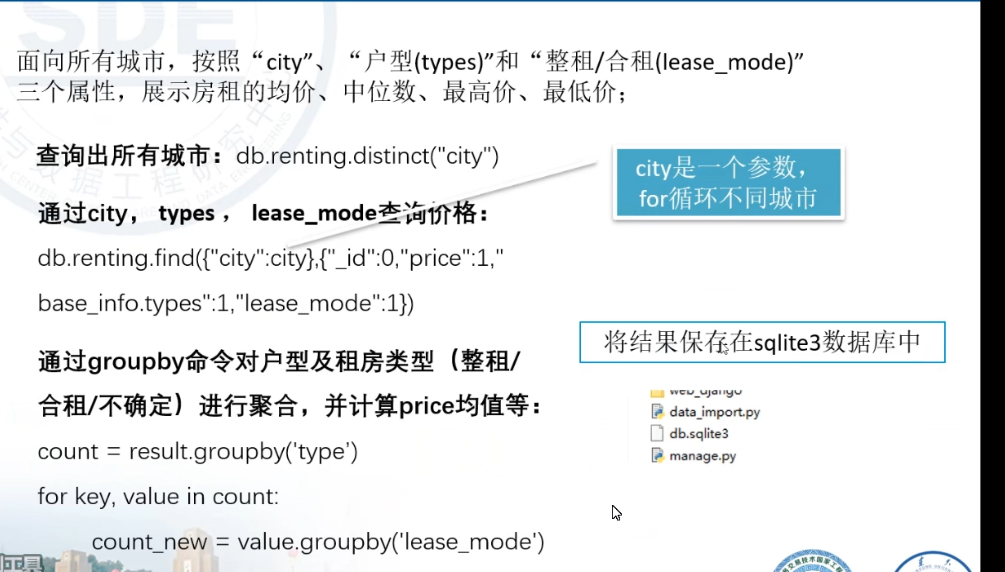 面向所有城市，按照“city”、“户型(types)”和“整租/合租(lease_mode)”
三个属性，展示房租的均价、中位数、最高价、最低价；
查询出所有城市：db.renting.distinct("city")
city是一个参数，
for循环不同城市
通过city， types ， lease_mode查询价格：
db.renting.find({"city":city},{"_id":0,"price":1,"
base_info.types":1,"lease_mode":1})
将结果保存在sqlite3数据库中
通过groupby命令对户型及租房类型（整租/
合租/不确定）进行聚合，并计算price均值等：
web_django
data_import.py
db.sqlite3
manage.py
count = result.groupby('type’)
for key, value in count:
count_new = value.groupby('lease_mode')